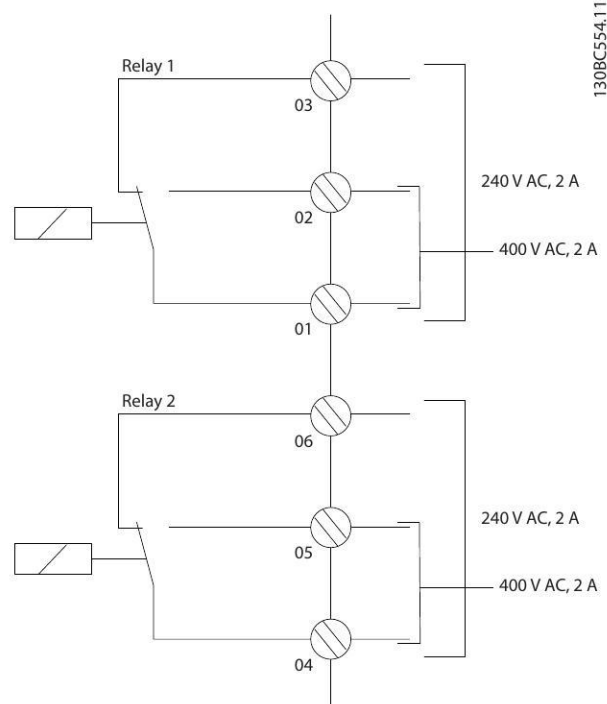 130BC554.11
Relay 1
03
240 V AC, 2 A
02
400 V AC, 2 A
01
Relay 2
06
240 V AC, 2 A
05
400 V AC, 2 A
04